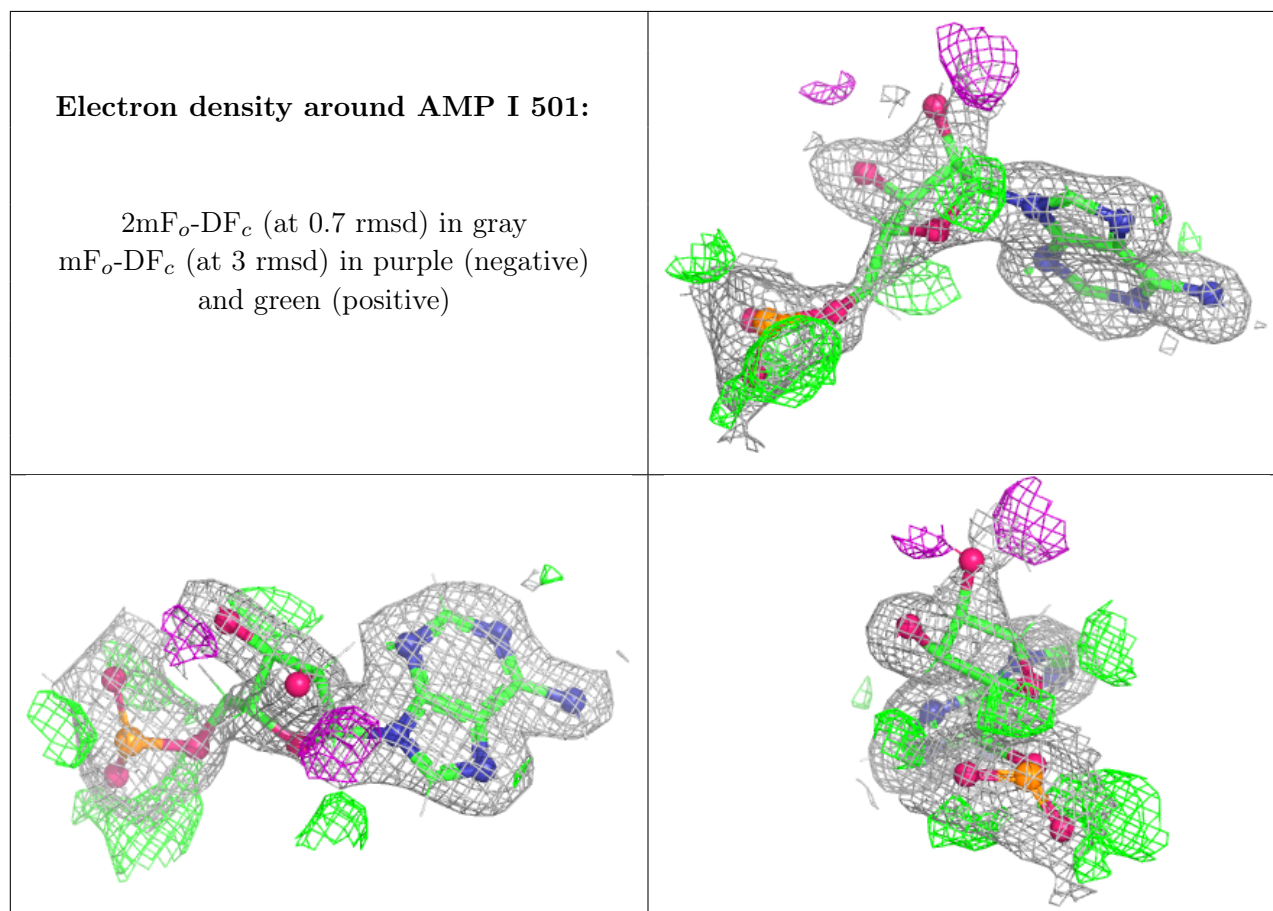 Electron density around AMP I 501:
2mFo-DFc (at 0.7 rmsd) in gray
mFo-DFc (at 3 rmsd) in purple (negative)
and green (positive)